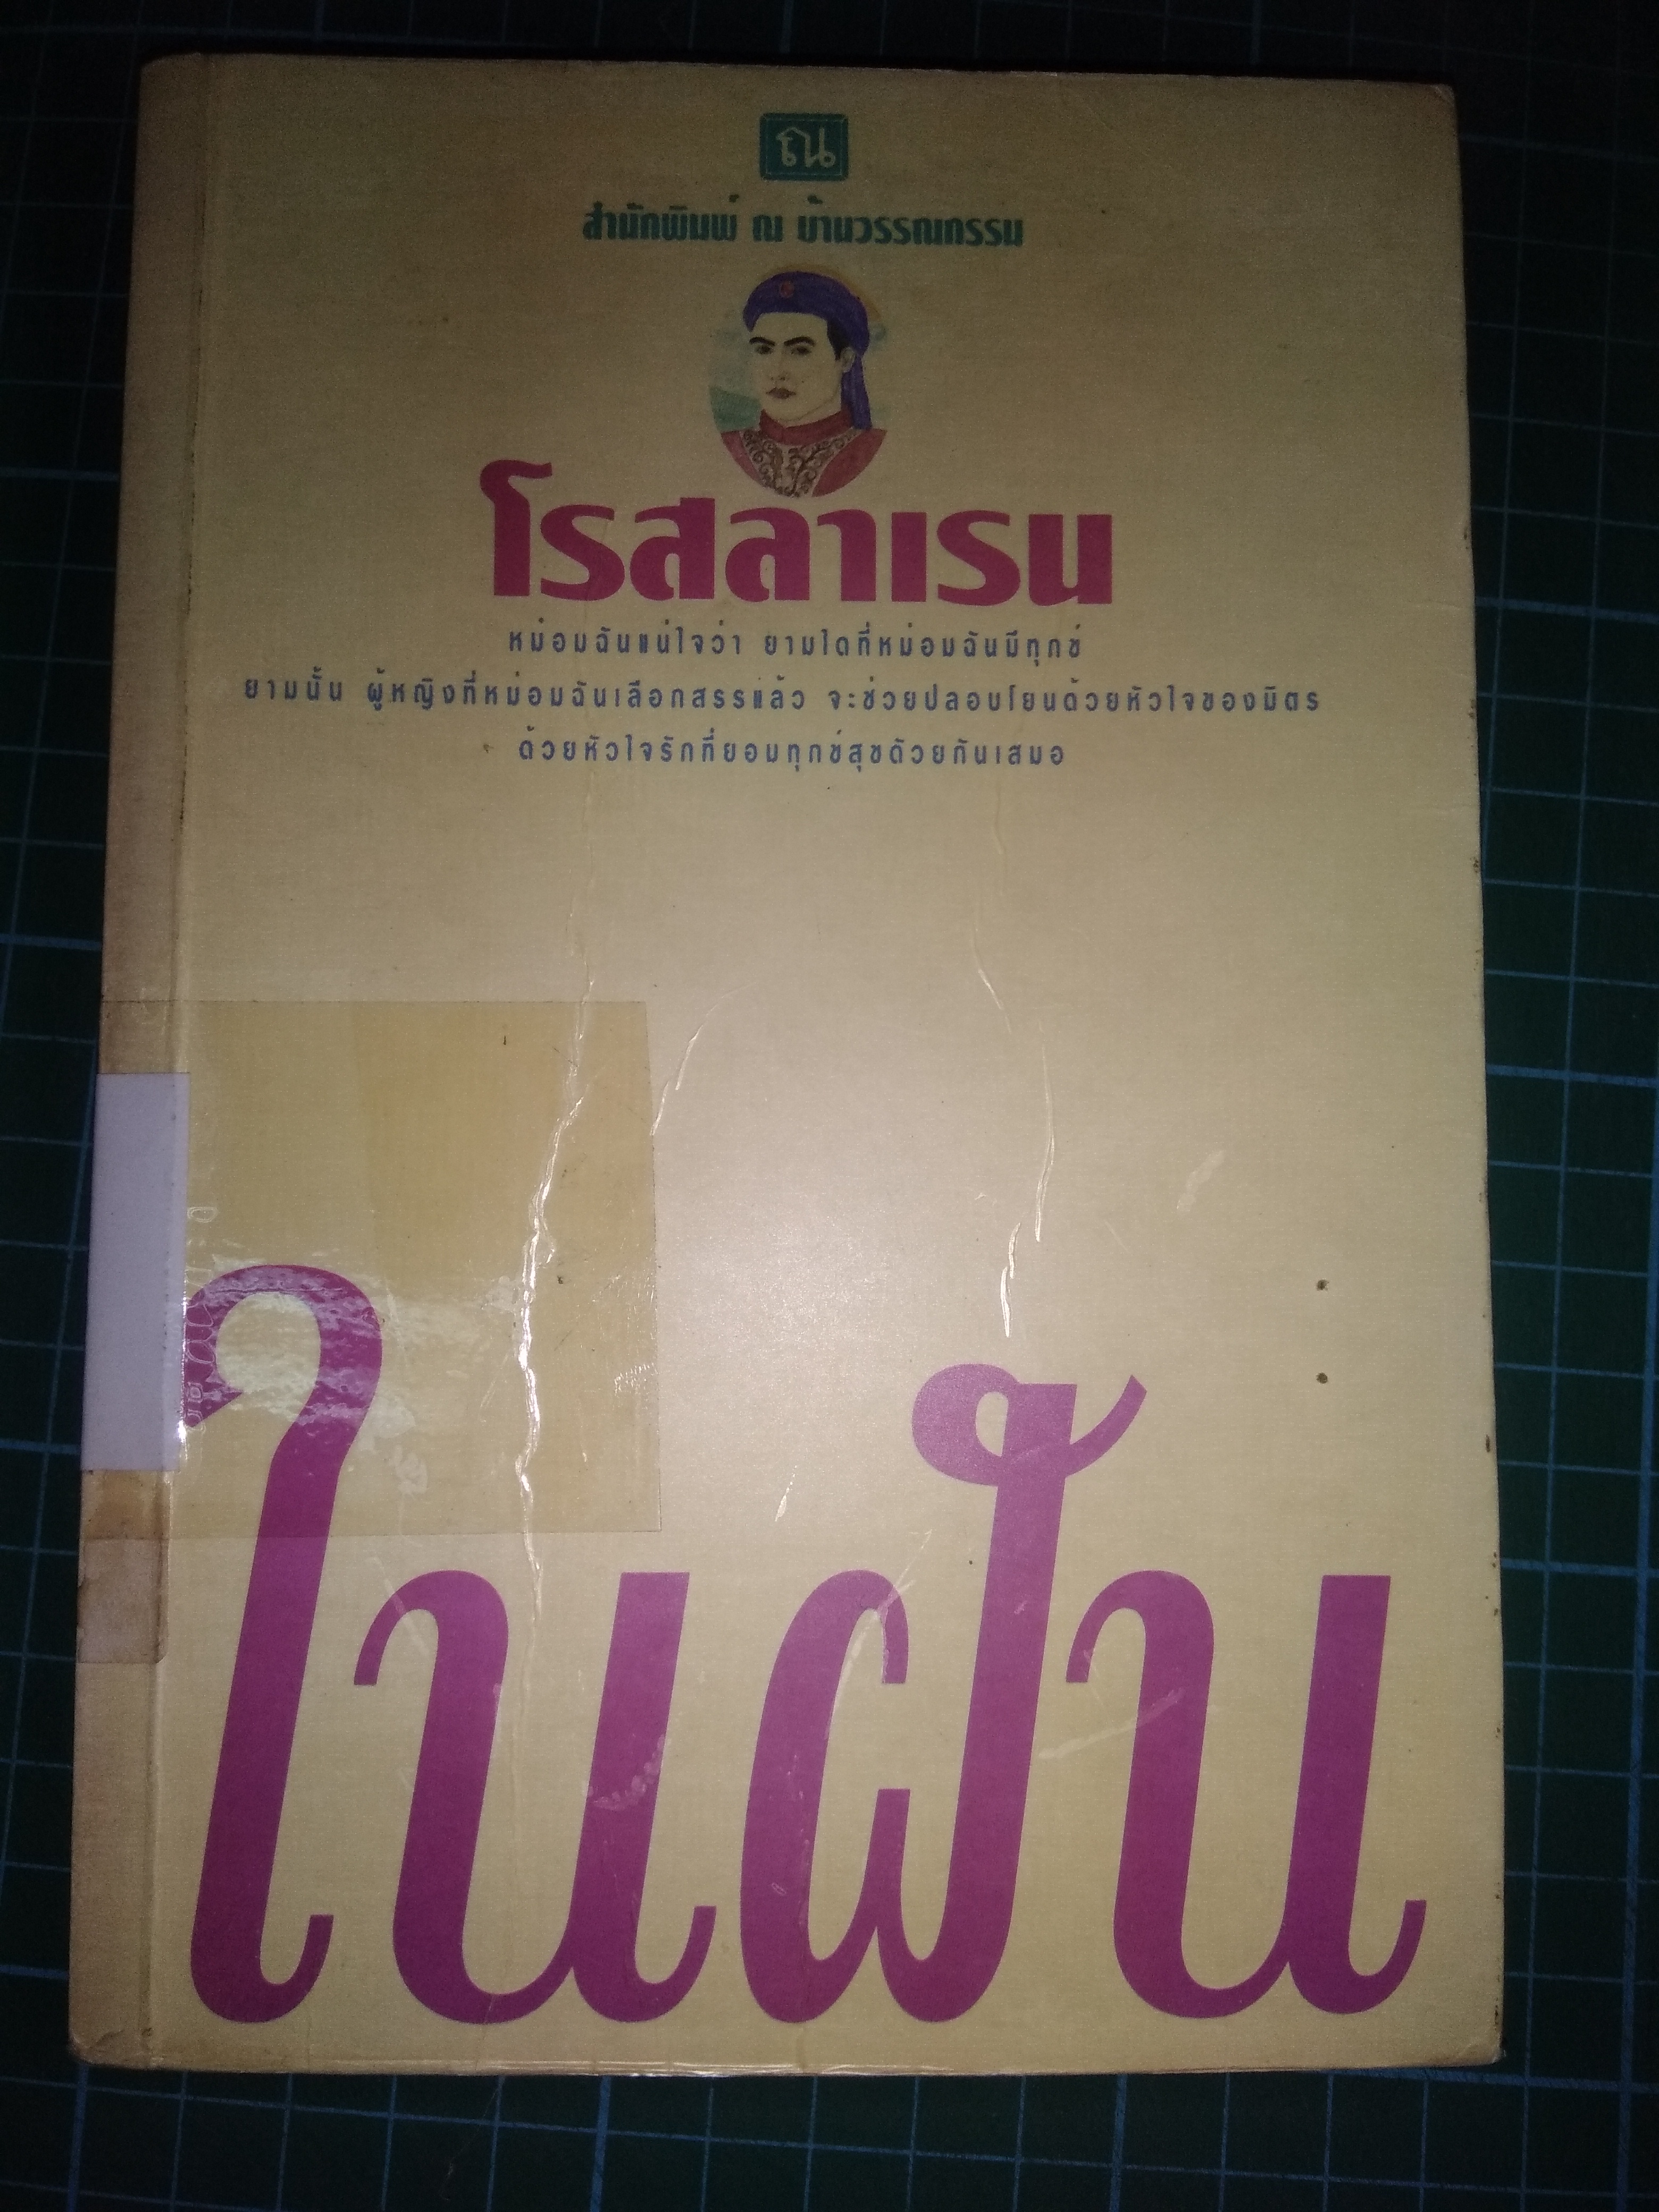 ณ
สำนักพิมพ์ ณ บ้านวรรณกรรม
โรสลาเรน
หม่อมฉันแน่ใจว่า ยามใดที่หม่อมฉันมีทุกข์
ยามนั้น ผู้หญิงที่หม่อมฉันเลือกสรรแล้ว จะช่วยปลอบโยนด้วยหัวใจของมิตร
ด้วยหัวใจรักที่ยอมทุกข์สุขด้วยกันเสมอ
ในฝัน